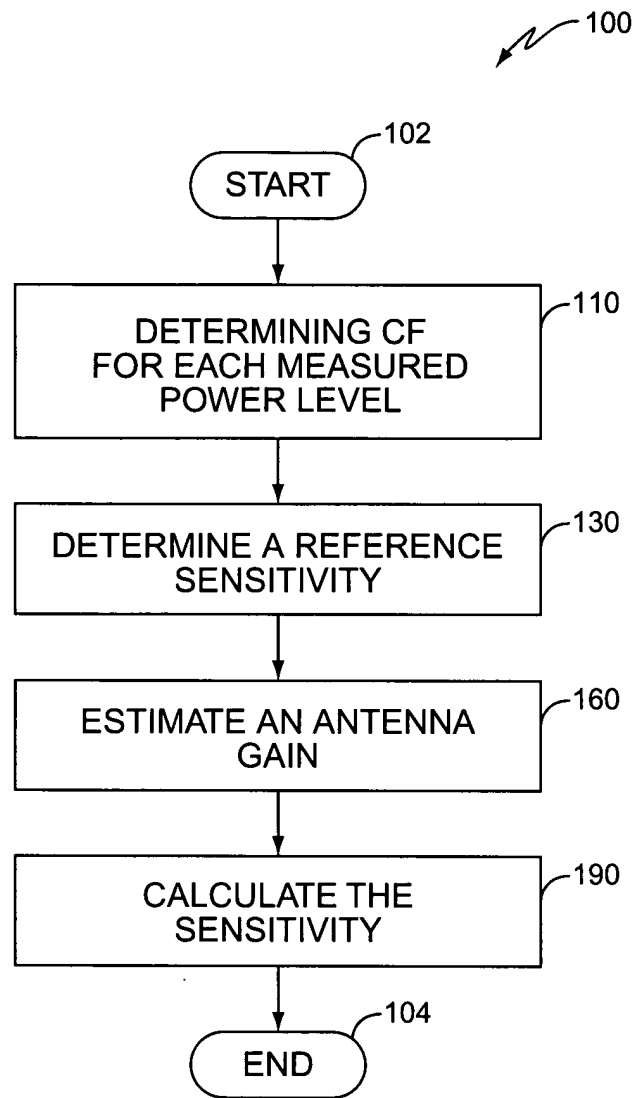 100
102
START
110
DETERMINING CF
FOR EACH MEASURED
POWER LEVEL
130
DETERMINE A REFERENCE
SENSITIVITY
160
ESTIMATE AN ANTENNA
GAIN
190
CALCULATE THE
SENSITIVITY
104
END